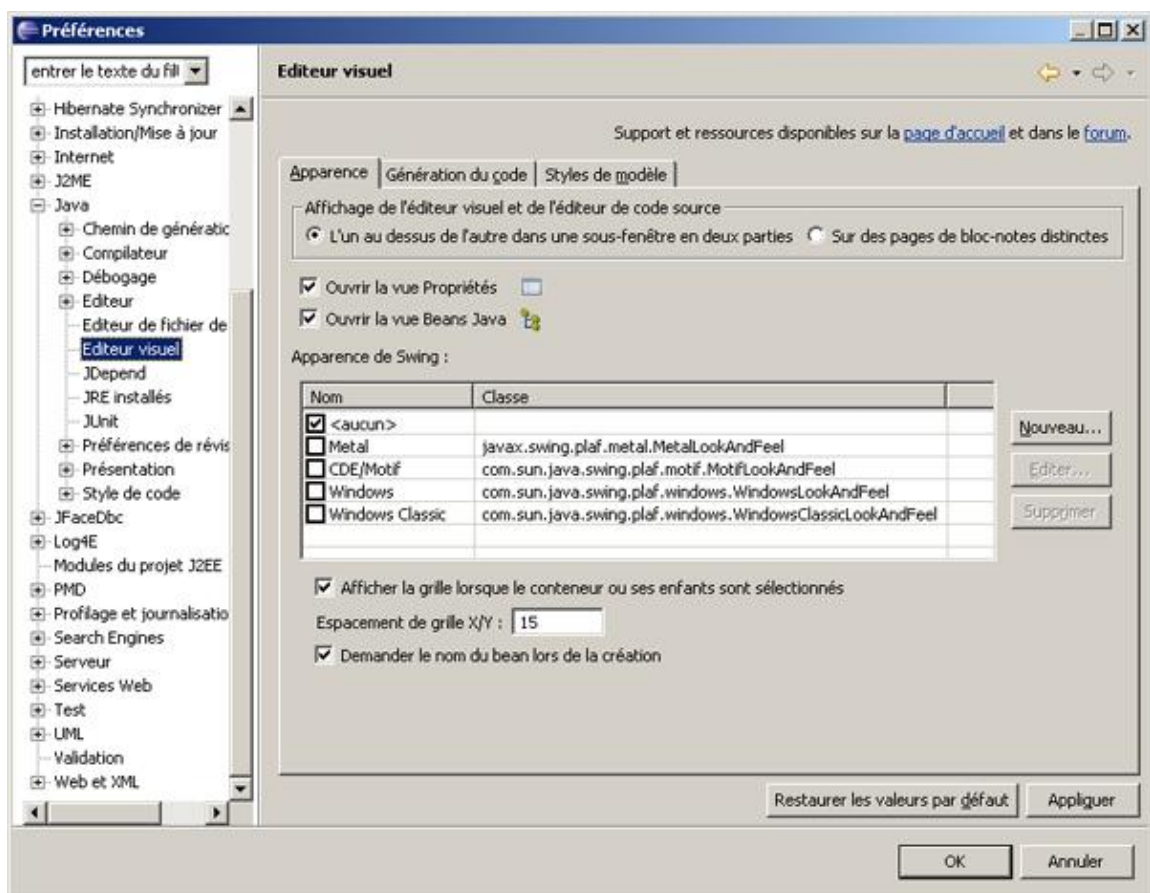 Préférences
entrer le texte du fill
Editeur visuel
Hibernate Synchronizer
Installation/Mise à jour
Internet
J2ME
Java
Chemin de génératic
Compilateur
Débogage
Editeur
Editeur de fichier de
Editeur visuel
JDepend
JRE installés
JUnit
Préférences de révis
Présentation
Style de code
JFaceDbc
Log4E
Modules du projet J2EE
PMD
Profilage et journalisatio
Search Engines
Serveur
Services Web
Test
UML
Validation
Web et XML
Support et ressources disponibles sur la page d'accueil et dans le forum.
Apparence Génération du code Styles de modèle
Affichage de l'éditeur visuel et de l'éditeur de code source
L'un au dessus de l'autre dans une sous-fenêtre en deux parties Sur des pages de bloc-notes distinctes
Ouvrir la vue Propriétés
Ouvrir la vue Beans Java
Apparence de Swing :
Nom Classe
<aucun>
Metal javax.swing.plaf.metal.MetalLookAndFeel
CDE/Motif com.sun.java.swing.plaf.motif.MotifLookAndFeel
Windows com.sun.java.swing.plaf.windows.WindowsLookAndFeel
Windows Classic com.sun.java.swing.plaf.windows.WindowsClassicLookAndFeel
Nouveau...
Editer...
Supprimer
Afficher la grille lorsque le conteneur ou ses enfants sont sélectionnés
Espacement de grille X/Y : 15
Demander le nom du bean lors de la création
Restaurer les valeurs par défaut Appliquer
OK Annuler